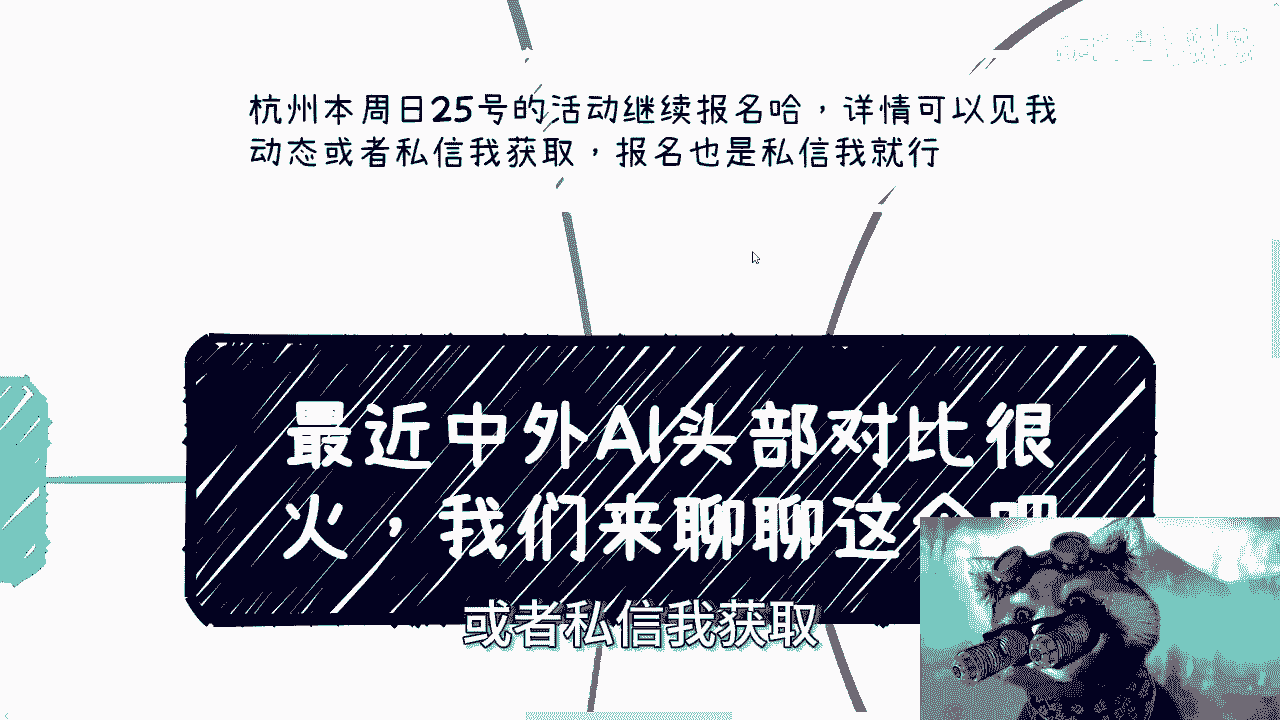 杭州本周日25号的活动继续报名哈，详情可以见我
动态或者私信我获取，报名也是私信我就行
最近中外AI头部对比很
火，我们来聊聊这个吧
或者私信我获取